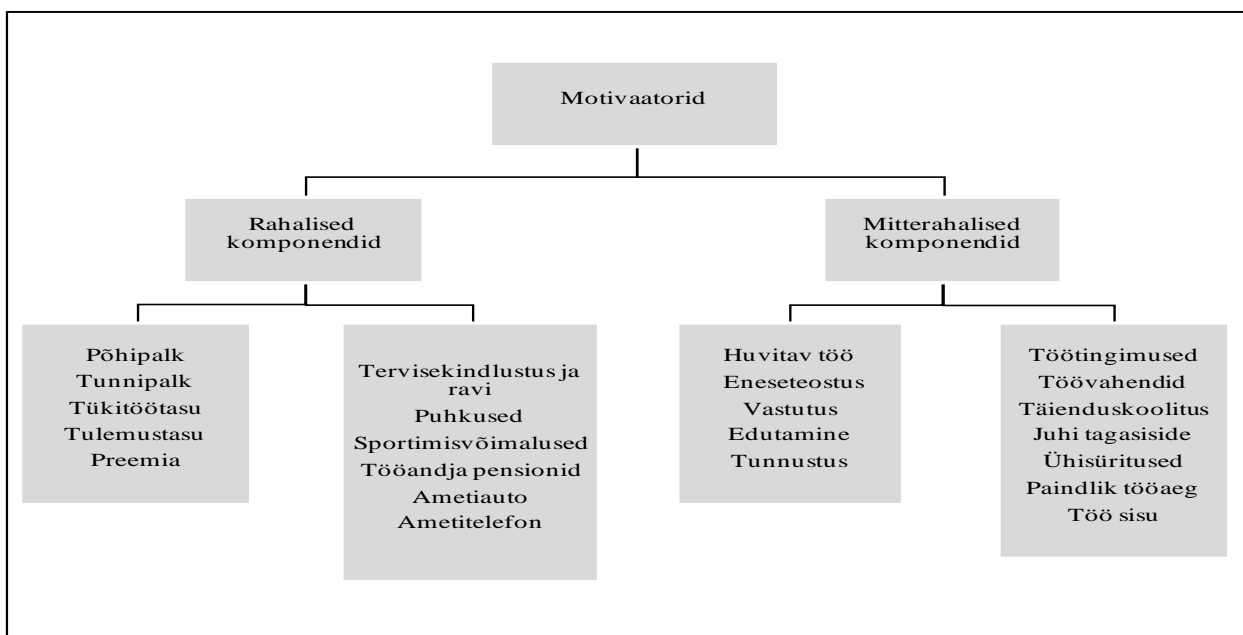 Motivaatorid
Rahalised
komponendid
Mitterahalised
komponendid
Põhipalk
Tunnipalk
Tükitöötasu
Tulemustasu
Preemia
Tervisekindlustus ja
ravi
Puhkused
Sportimisvõimalused
Tööandja pensionid
Ametiauto
Ametitelefon
Huvitav töö
Eneseteostus
Vastutus
Edutamine
Tunnustus
Töötingimused
Töövahendid
Täienduskoolitus
Juhi tagasiside
Ühisüritused
Paindlik tööaeg
Töö sisu